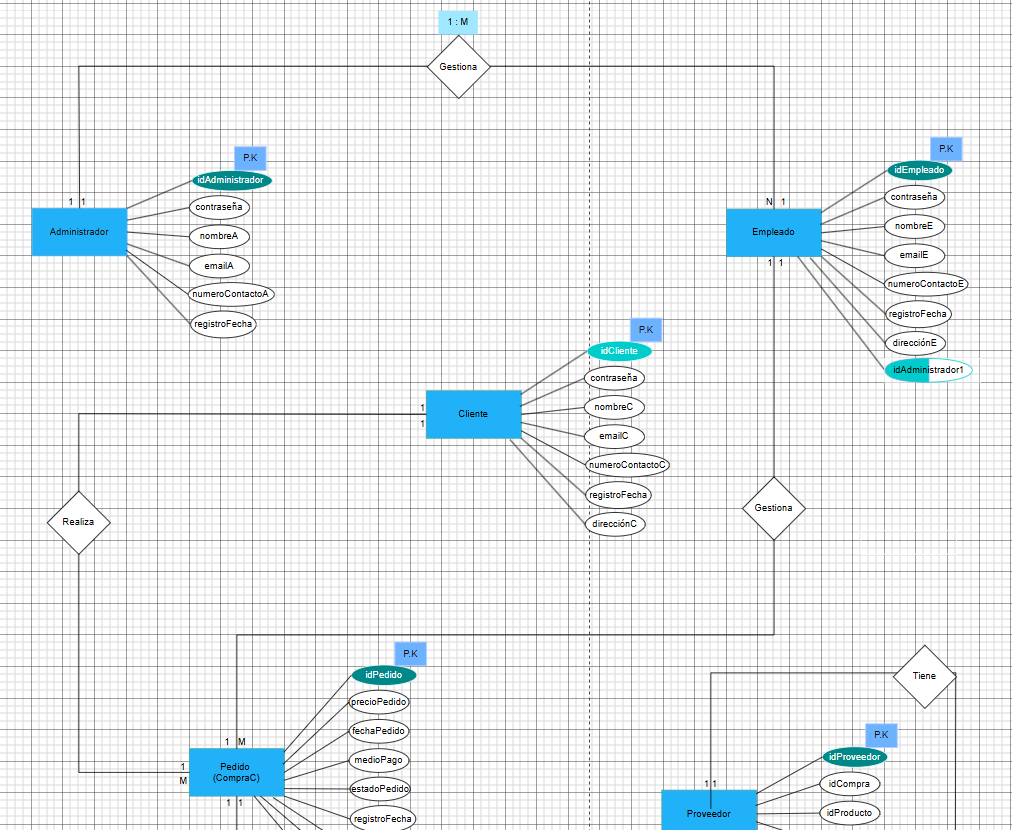 1 : M
Gestiona
P.K
idAdministrador
contraseña
nombreA
emailA
numeroContactoA
registroFecha
1 1
Administrador
P.K
idEmpleado
contraseña
nombreE
emailE
numeroContactoE
registroFecha
direcciónE
idAdministrador1
N 1
Empleado
1 1
P.K
idCliente
contraseña
nombreC
emailC
numeroContactoC
registroFecha
direcciónC
1
Cliente
1
Realiza
Gestiona
P.K
idPedido
precioPedido
fechaPedido
medioPago
estadoPedido
registroFecha
1 M
1
M
Pedido
(CompraC)
1 1
Tiene
P.K
idProveedor
idCompra
idProducto
1 1
Proveedor